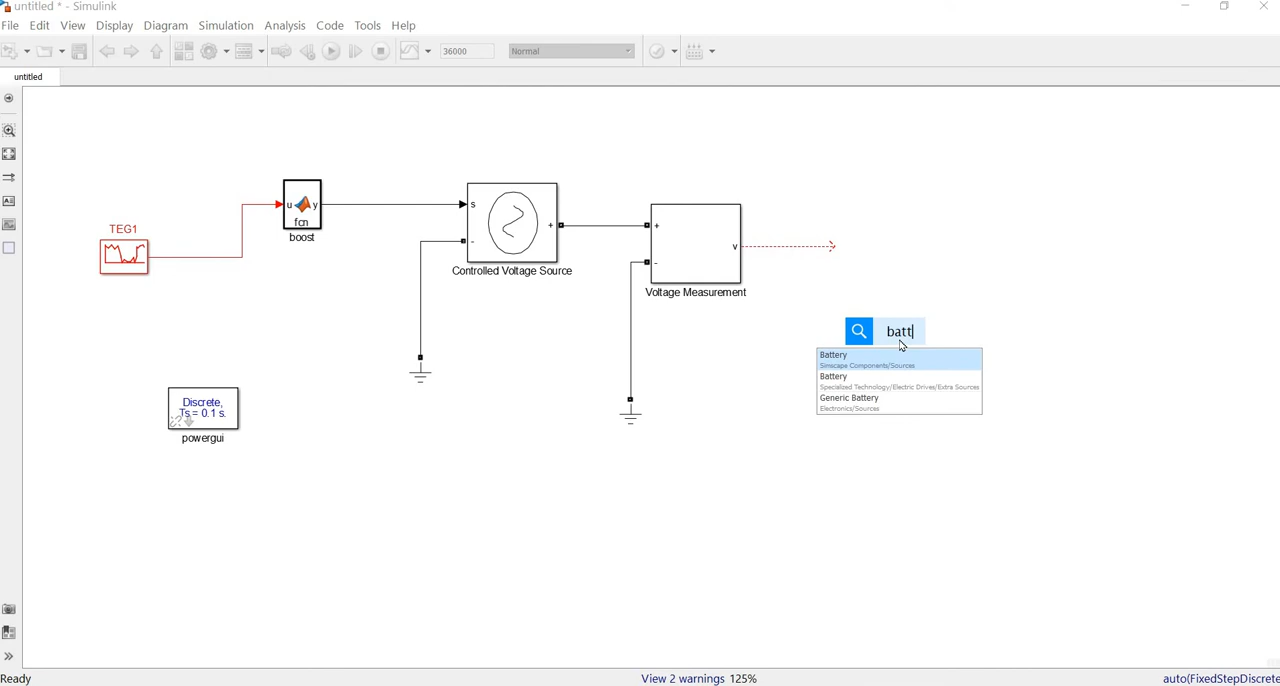 untitled * - Simulink
File Edit View Display Diagram Simulation Analysis Code Tools Help
36000 Normal
untitled
TEG1
u y
fcn
boost
s
+
-
Controlled Voltage Source
+
v
-
Voltage Measurement
batt
Battery
Simscape Components/Sources
Battery
Specialized Technology/Electric Drives/Extra Sources
Generic Battery
Electronics/Sources
Discrete,
Ts = 0.1 s.
powergui
Ready View 2 warnings 125% auto(FixedStepDiscrete